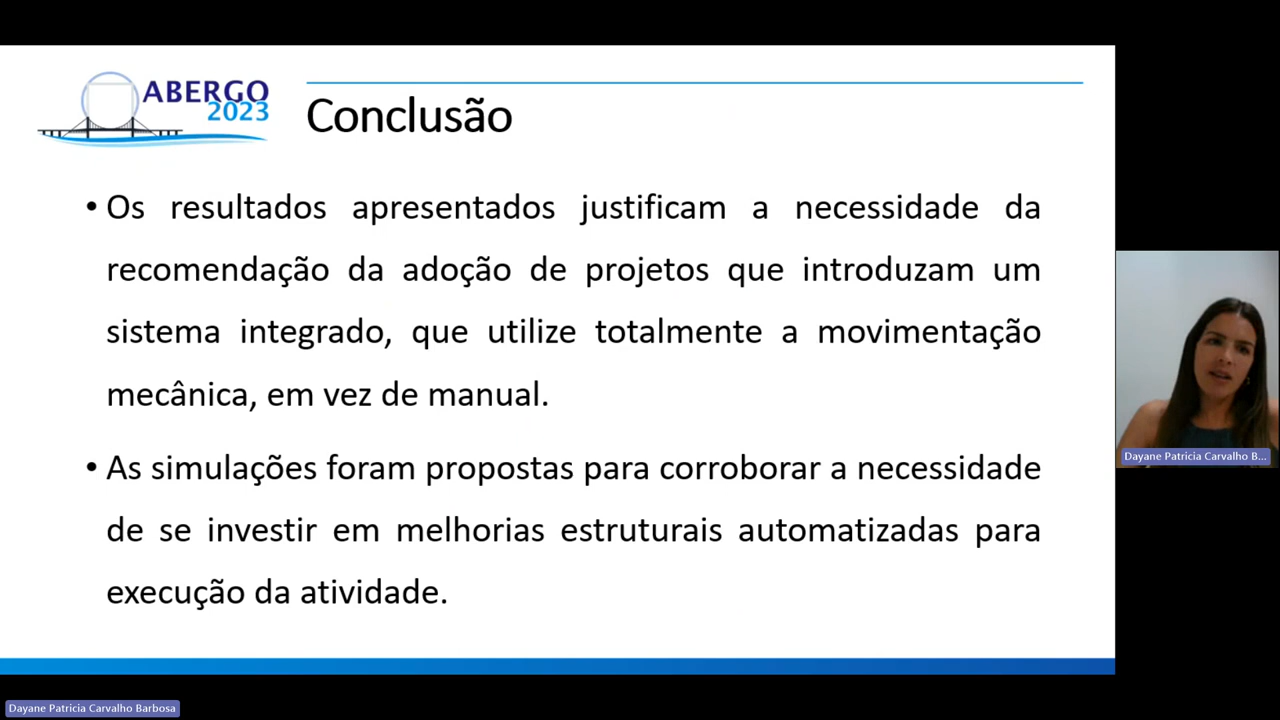 ABERGO
2023
Conclusão
• Os resultados apresentados justificam a necessidade da
recomendação da adoção de projetos que introduzam um
sistema integrado, que utilize totalmente a movimentação
mecânica, em vez de manual.
• As simulações foram propostas para corroborar a necessidade
de se investir em melhorias estruturais automatizadas para
execução da atividade.
Dayane Patricia Carvalho B...
Dayane Patricia Carvalho Barbosa